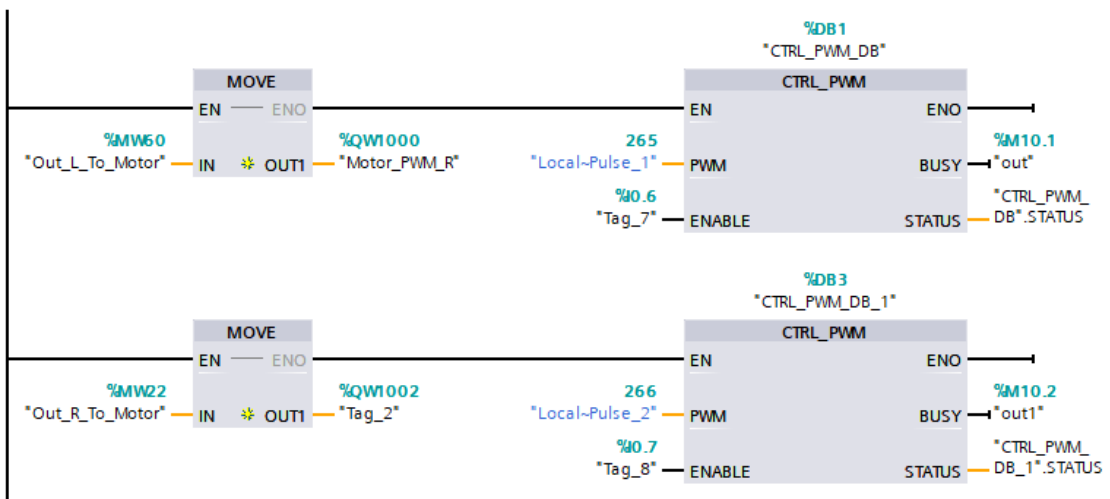 %DB1
"CTRL_PWM_DB"
MOVE
CTRL_PWM
EN ENO
EN ENO
%MW60 %QW1000 265 %M10.1
"Out_L_To_Motor" IN OUT1 "Motor_PWM_R" "Local~Pulse_1" PWM BUSY "out"
%I0.6 "CTRL_PWM_
"Tag_7" ENABLE STATUS DB".STATUS
%DB3
"CTRL_PWM_DB_1"
MOVE
CTRL_PWM
EN ENO
EN ENO
%MW22 %QW1002 266 %M10.2
"Out_R_To_Motor" IN OUT1 "Tag_2" "Local~Pulse_2" PWM BUSY "out1"
%I0.7 "CTRL_PWM_
"Tag_8" ENABLE STATUS DB_1".STATUS